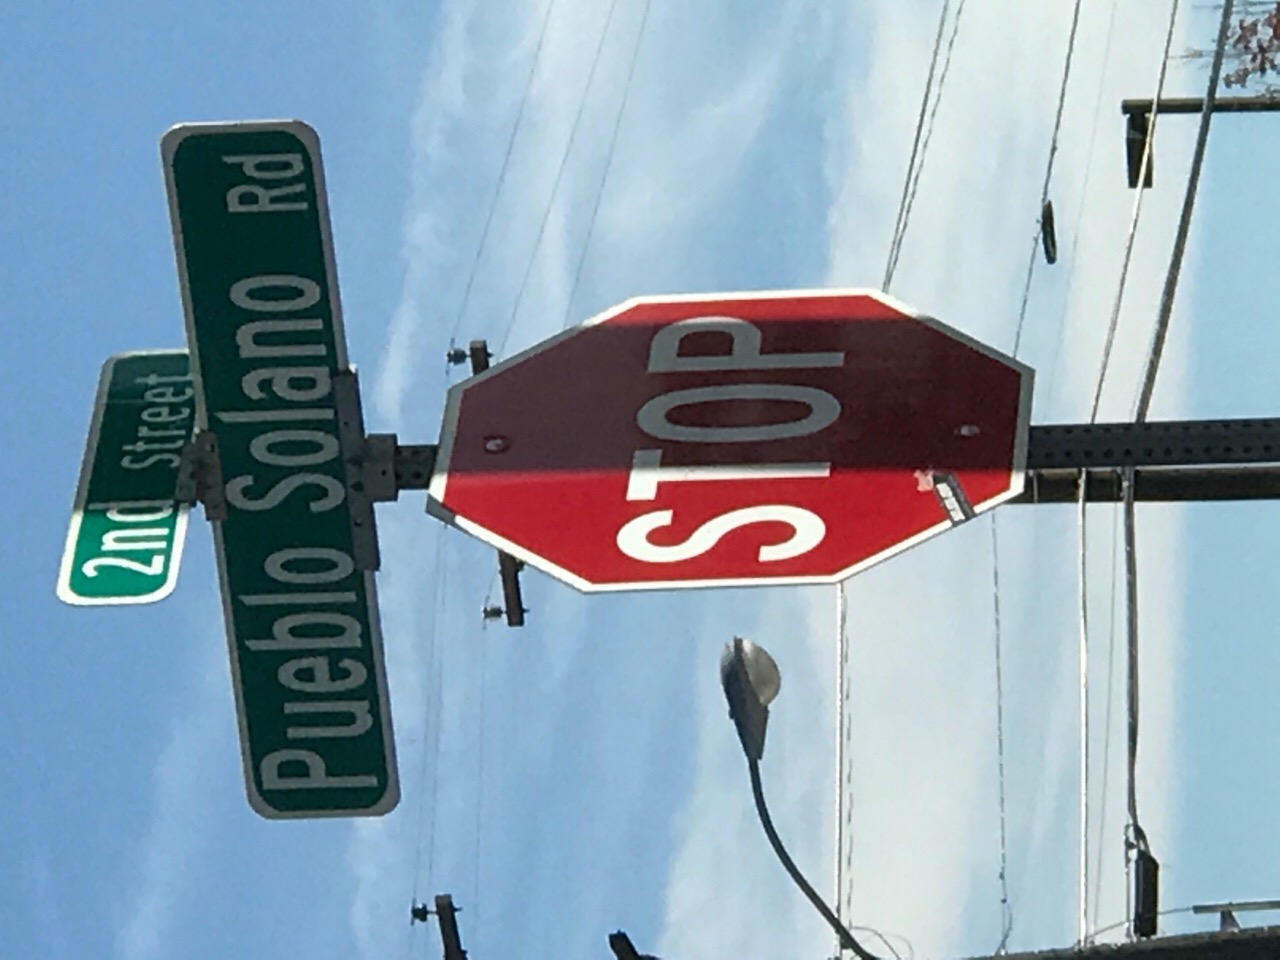 2nd Street
Pueblo Solano Rd
STOP